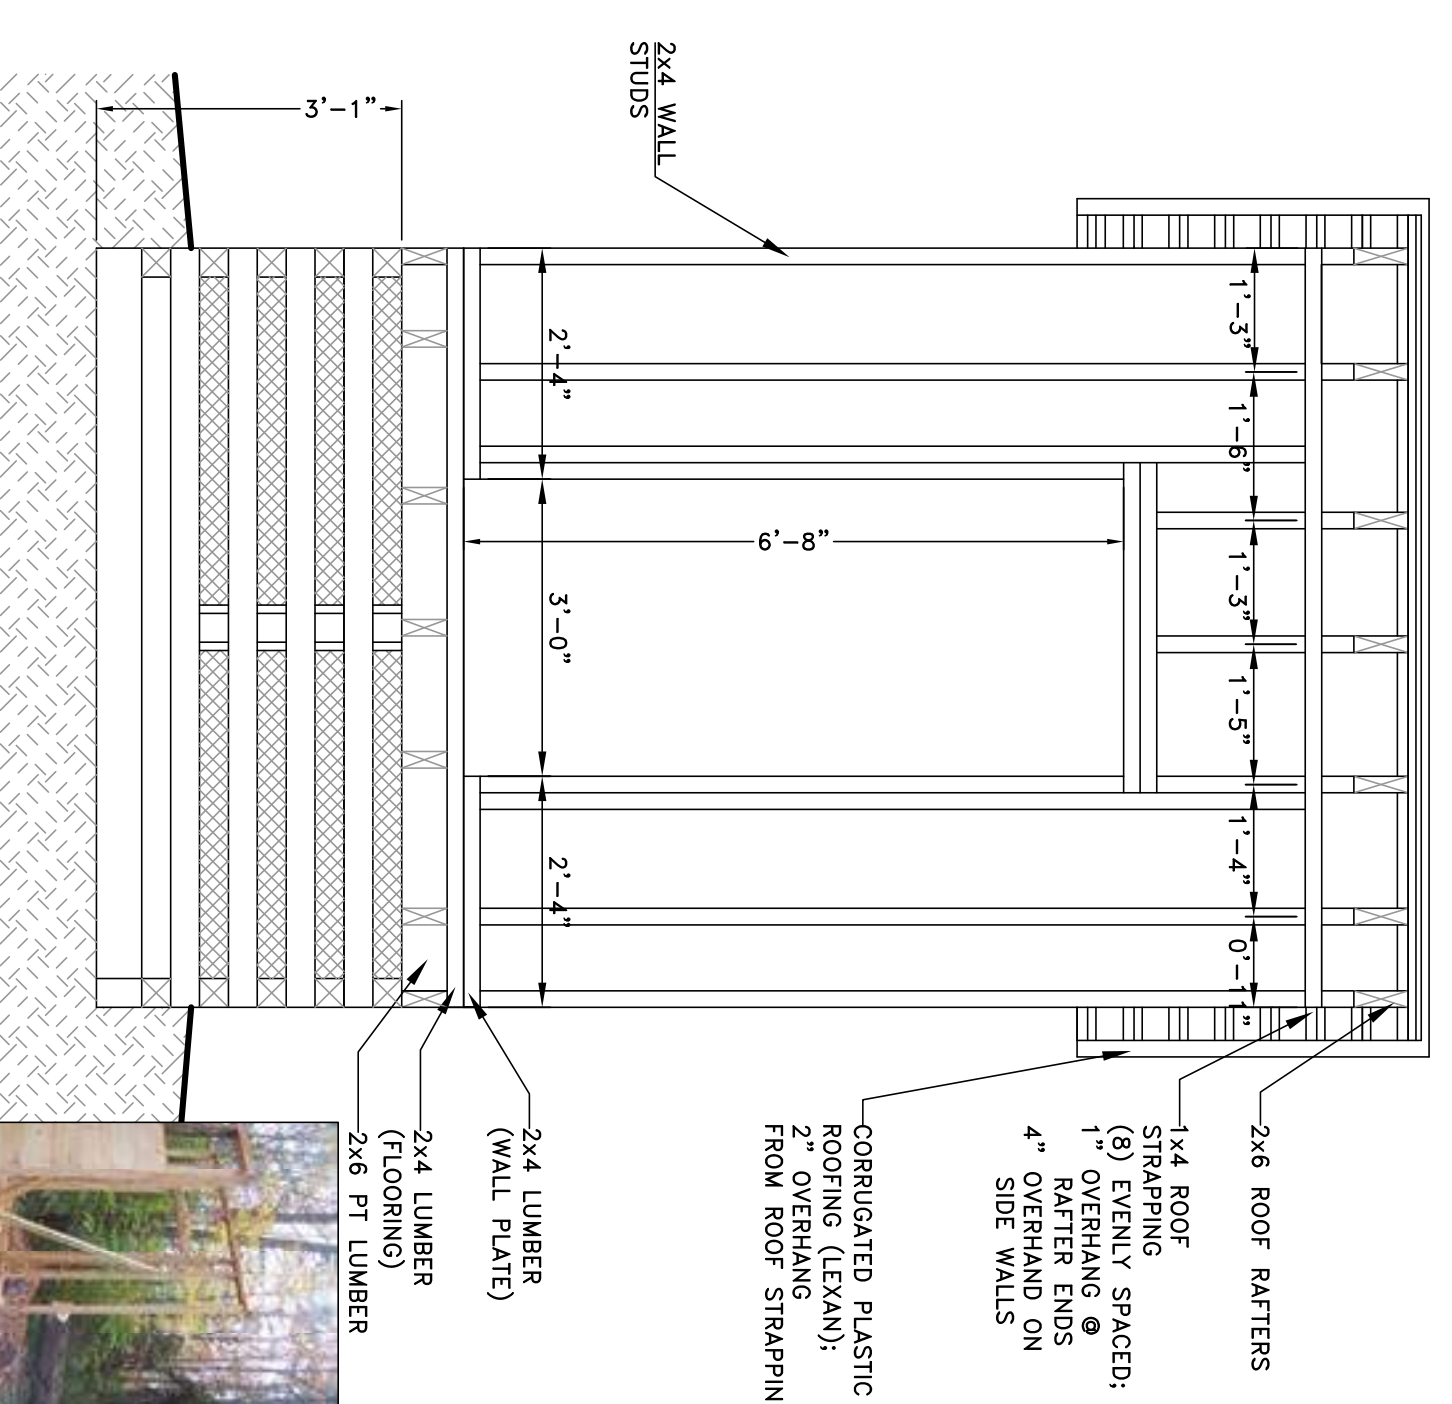 2x6 ROOF RAFTERS
1x4 ROOF
STRAPPING
(8) EVENLY SPACED;
1" OVERHANG @
RAFTER ENDS
4" OVERHAND ON
SIDE WALLS
1'-3"
1'-6"
1'-3"
1'-5"
1'-4"
0'-11"
CORRUGATED PLASTIC
ROOFING (LEXAN);
2" OVERHANG
FROM ROOF STRAPPIN
6'-8"
2x4 WALL
STUDS
2'-4"
3'-0"
2'-4"
2x4 LUMBER
(WALL PLATE)
2x4 LUMBER
(FLOORING)
2x6 PT LUMBER
3'-1"